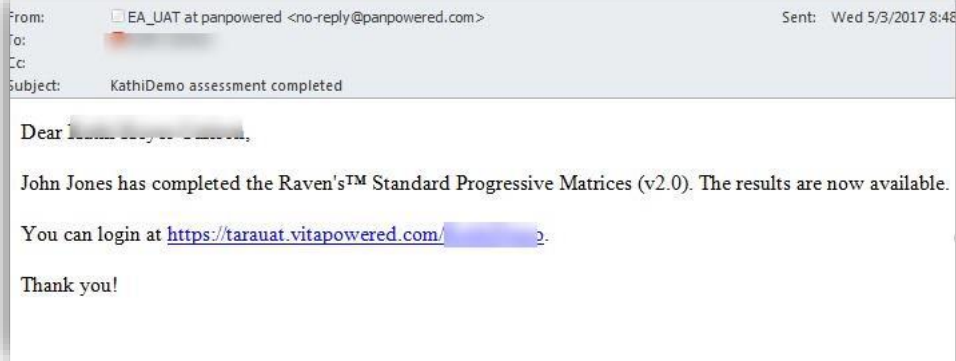 From: EA_UAT at panpowered <no-reply@panpowered.com> Sent: Wed 5/3/2017 8:48
To:
Cc:
Subject: KathiDemo assessment completed
Dear
John Jones has completed the Raven's™ Standard Progressive Matrices (v2.0). The results are now available.
You can login at https://tarauat.vitapowered.com/
Thank you!